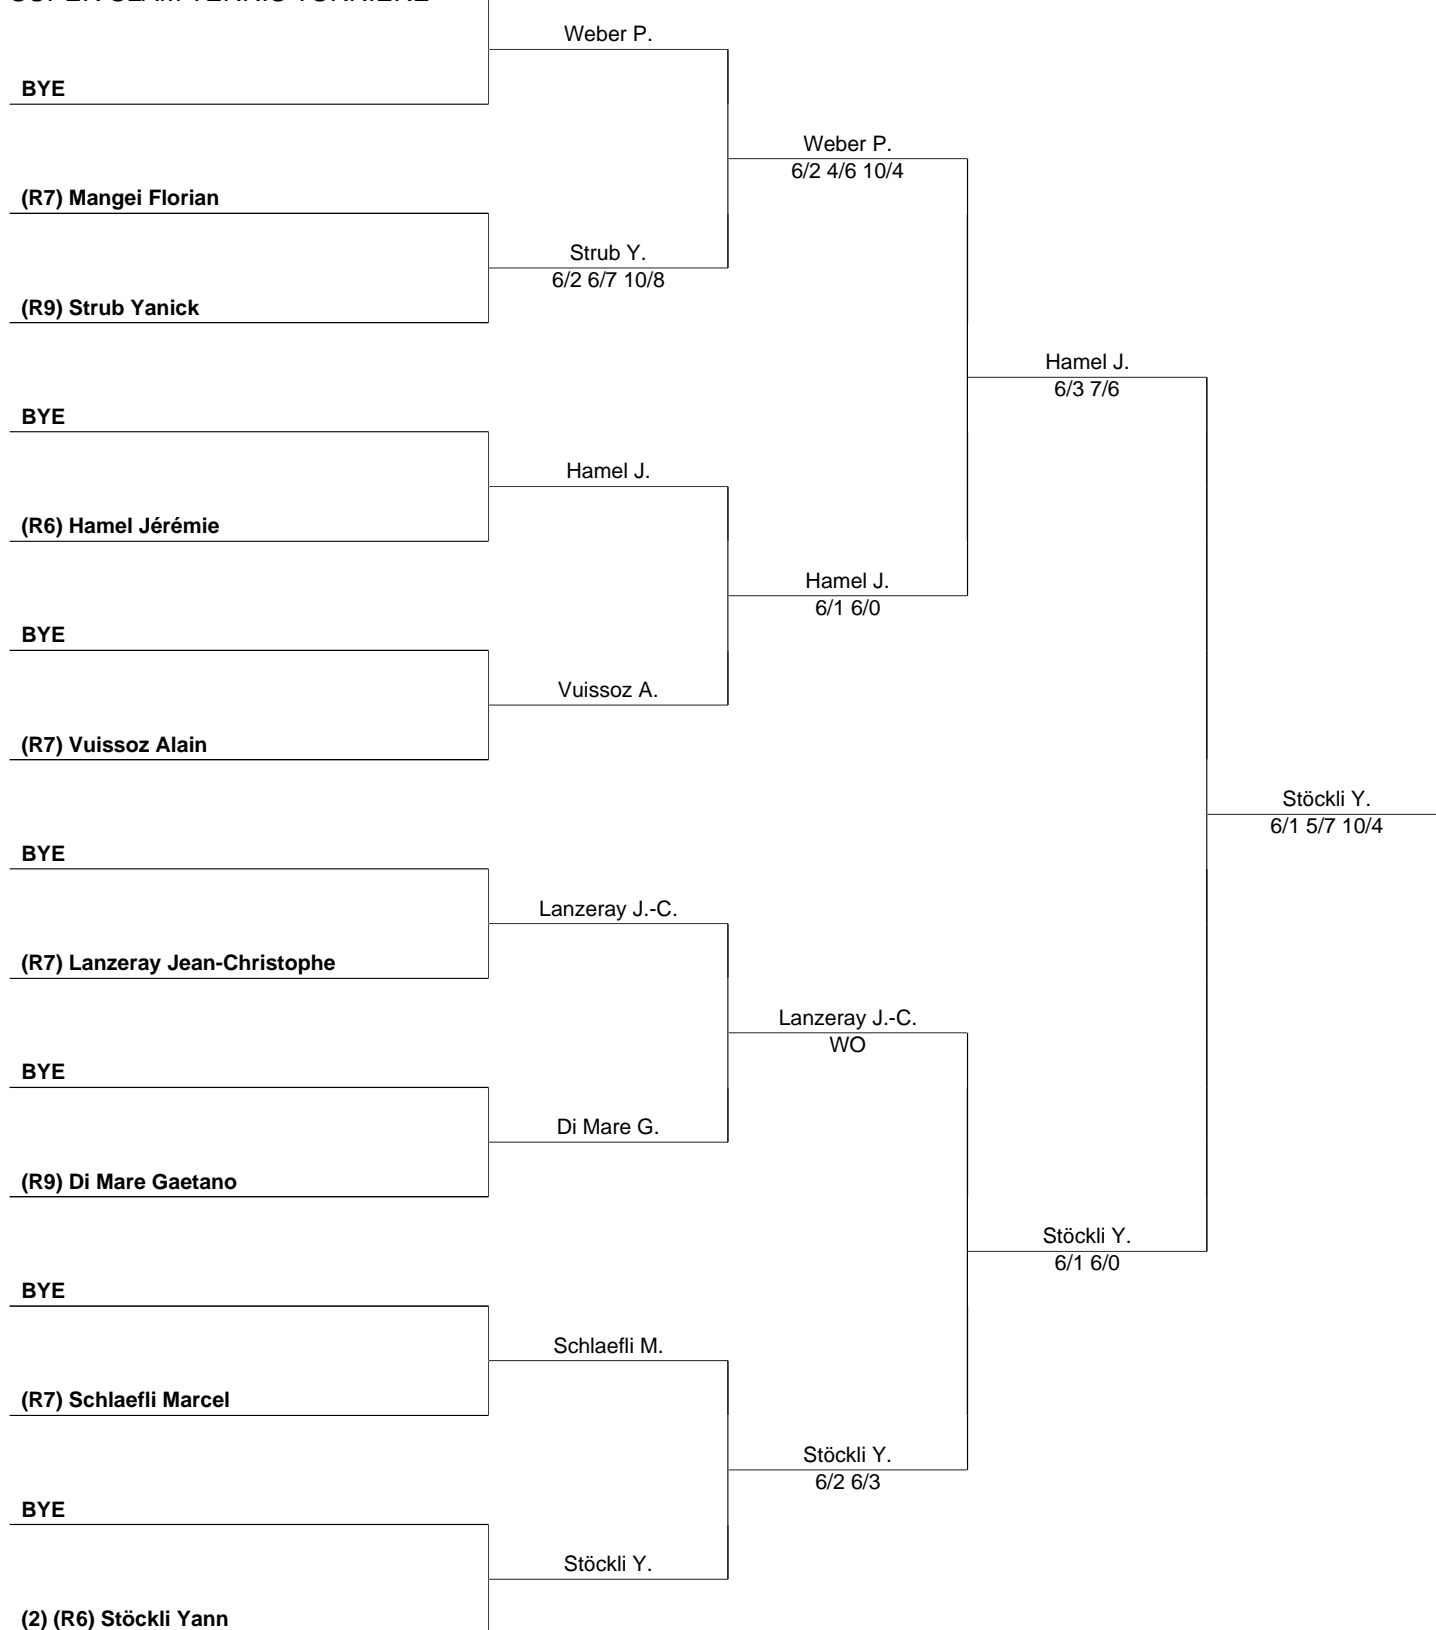 Weber P.
BYE
Weber P.
6/2 4/6 10/4
(R7) Mangei Florian
Strub Y.
6/2 6/7 10/8
(R9) Strub Yanick
Hamel J.
6/3 7/6
BYE
Hamel J.
(R6) Hamel Jérémie
Hamel J.
6/1 6/0
BYE
Vuissoz A.
(R7) Vuissoz Alain
Stöckli Y.
6/1 5/7 10/4
BYE
Lanzeray J.-C.
(R7) Lanzeray Jean-Christophe
Lanzeray J.-C.
WO
BYE
Di Mare G.
(R9) Di Mare Gaetano
Stöckli Y.
6/1 6/0
BYE
Schlaefli M.
(R7) Schlaefli Marcel
Stöckli Y.
6/2 6/3
BYE
Stöckli Y.
(2) (R6) Stöckli Yann